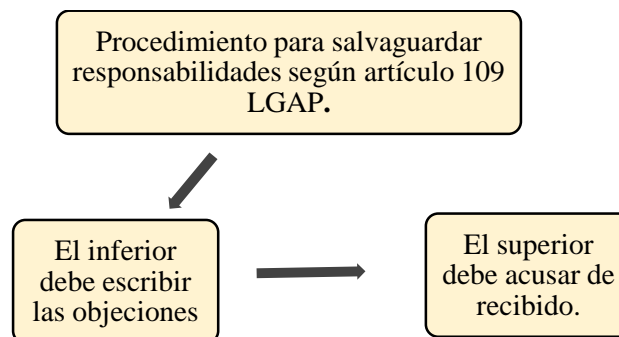 Procedimiento para salvaguardar
responsabilidades según artículo 109
LGAP.
El inferior
debe escribir
las objeciones
El superior
debe acusar de
recibido.